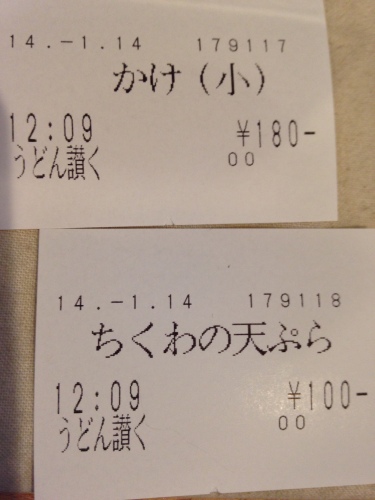 14.-1.14 179117
かけ(小)
12:09 ¥180-
うどん讃く 00
14.-1.14 179118
ちくわの天ぷら
12:09 ¥100-
うどん讃く 00